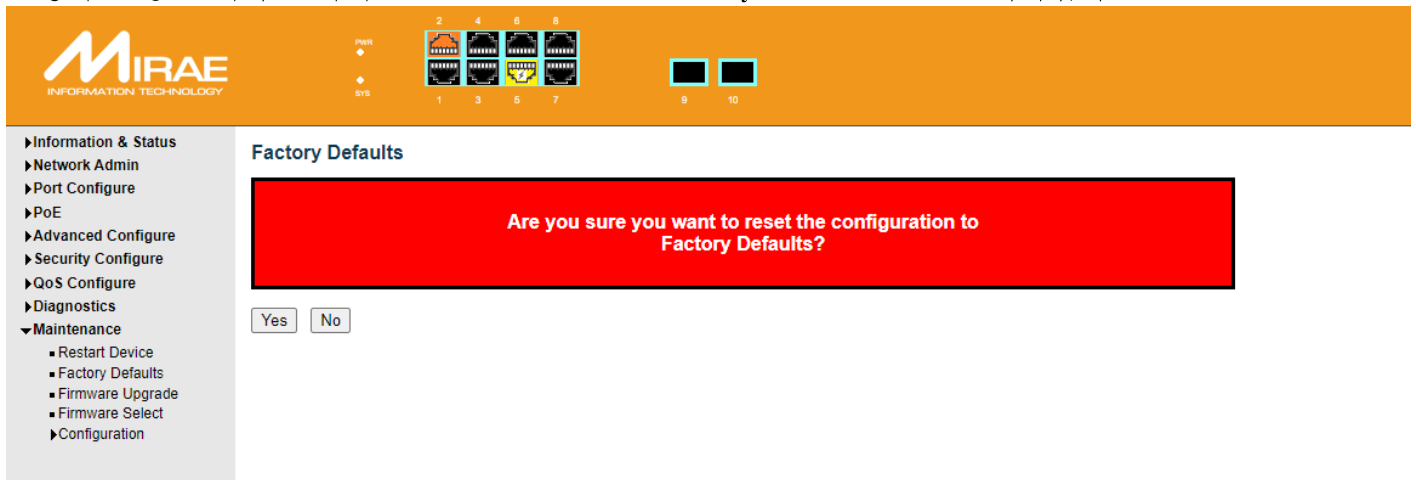 2 4 6 8
PWR
MIRAE
INFORMATION TECHNOLOGY
SYS
1 3 5 7
9 10
Information & Status
Network Admin
Port Configure
PoE
Advanced Configure
Security Configure
QoS Configure
Diagnostics
Maintenance
Restart Device
Factory Defaults
Firmware Upgrade
Firmware Select
Configuration
Factory Defaults
Are you sure you want to reset the configuration to
Factory Defaults?
Yes No